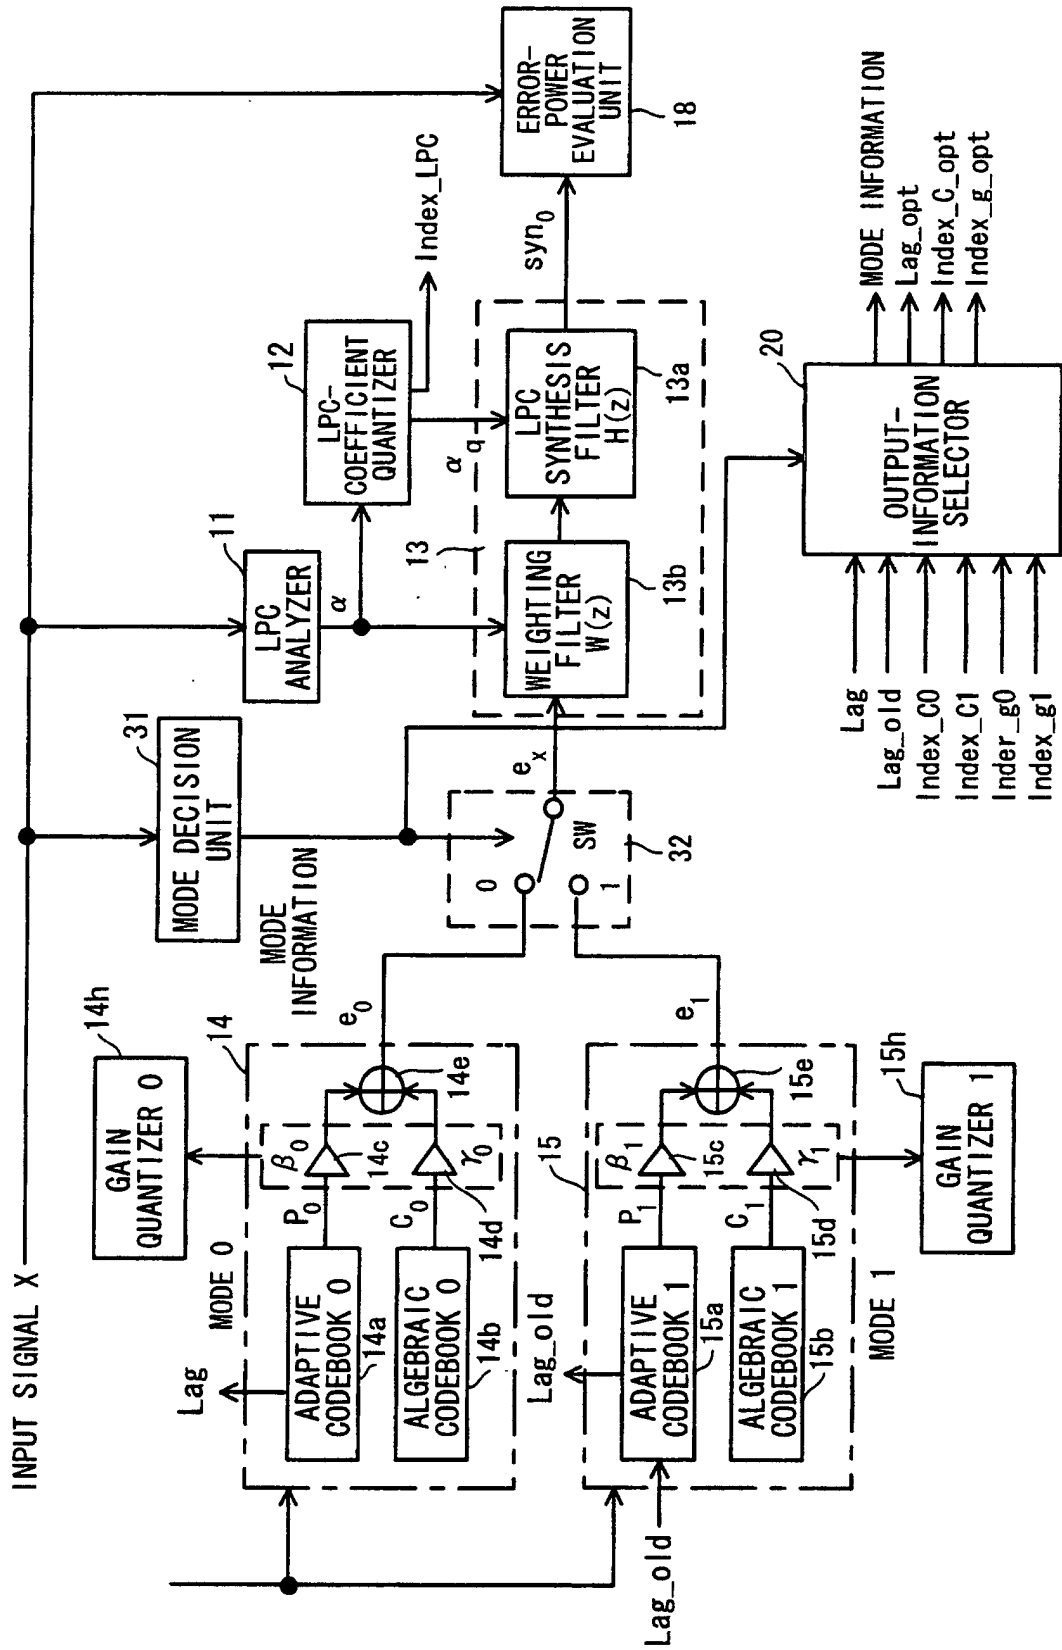 INPUT SIGNAL X
MODE DECISION
UNIT
31
MODE
INFORMATION
LPC
ANALYZER
11
α
LPC-
COEFFICIENT
QUANTIZER
12
Index_LPC
α q
ERROR-
POWER
EVALUATION
UNIT
18
GAIN
QUANTIZER 0
14h
MODE 0
14
Lag
ADAPTIVE
CODEBOOK 0
14a
ALGEBRAIC
CODEBOOK 0
14b
P0
C0
β0
14c
γ0
14d
14e
e0
0
1
SW
32
ex
13
WEIGHTING
FILTER
W(z)
13b
LPC
SYNTHESIS
FILTER
H(z)
13a
syn0
Lag_old
Lag_old
15
ADAPTIVE
CODEBOOK 1
15a
ALGEBRAIC
CODEBOOK 1
15b
P1
C1
β1
15c
γ1
15d
15e
e1
MODE 1
GAIN
QUANTIZER 1
15h
Lag
Lag_old
Index_C0
Index_C1
Inder_g0
Index_g1
OUTPUT-
INFORMATION
SELECTOR
20
MODE INFORMATION
Lag_opt
Index_C_opt
Index_g_opt